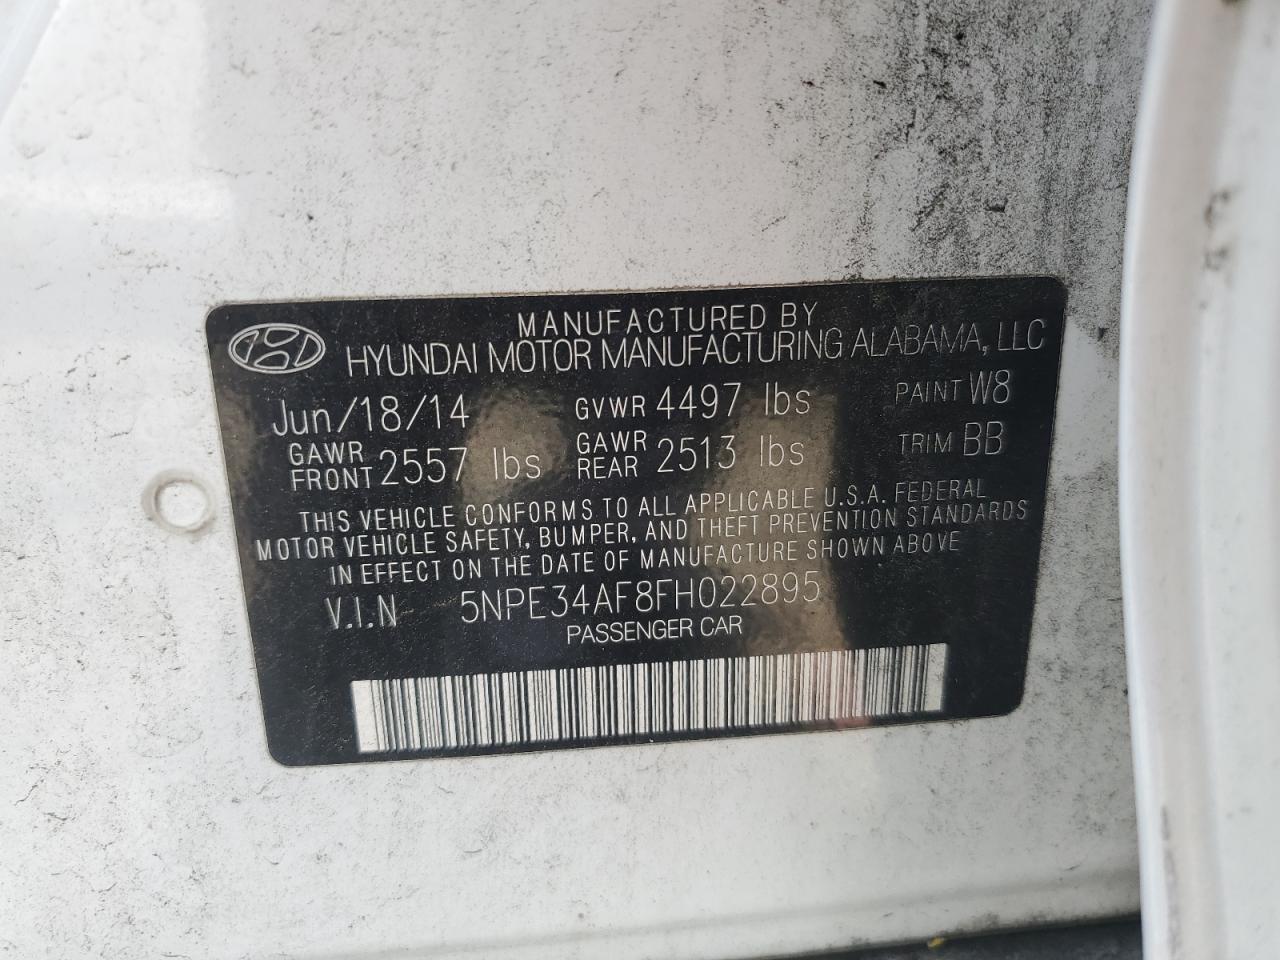 MANUFACTURED BY
HYUNDAI MOTOR MANUFACTURING ALABAMA, LLC
Jun/18/14 GVWR 4497 lbs PAINT W8
GAWR FRONT 2557 lbs GAWR REAR 2513 lbs TRIM BB
THIS VEHICLE CONFORMS TO ALL APPLICABLE U.S.A. FEDERAL
MOTOR VEHICLE SAFETY, BUMPER, AND THEFT PREVENTION STANDARDS
IN EFFECT ON THE DATE OF MANUFACTURE SHOWN ABOVE
V.I.N 5NPE34AF8FH022895
PASSENGER CAR